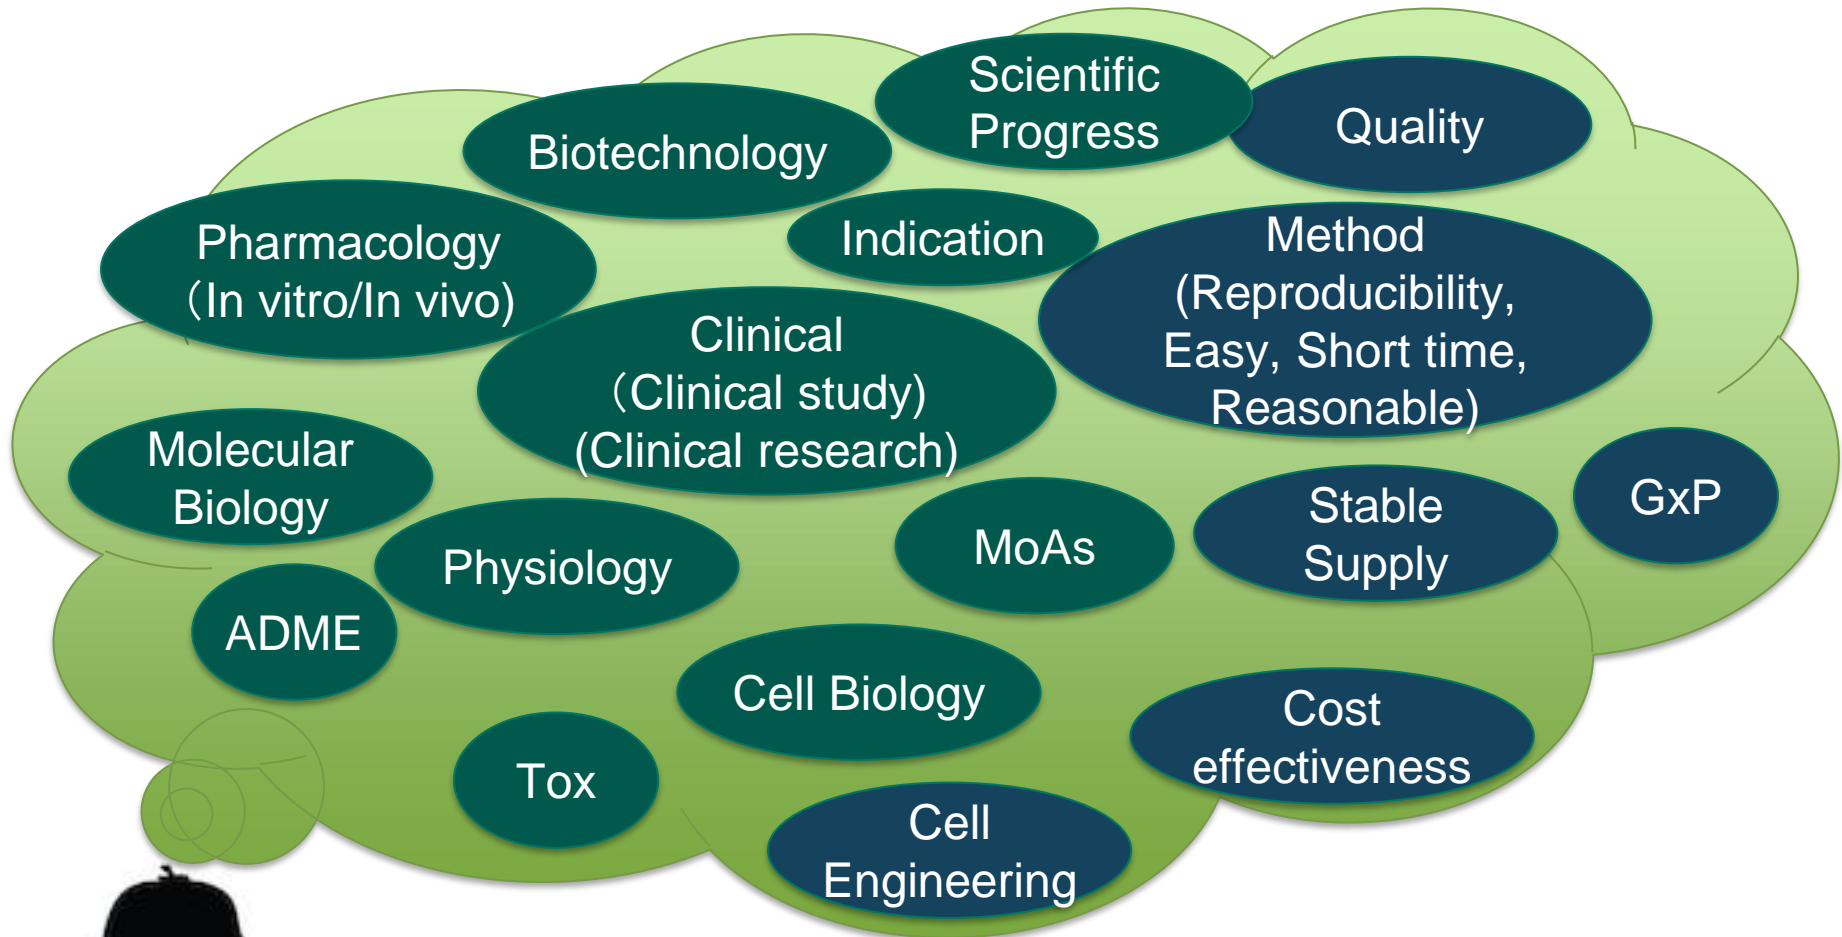 Scientific
Progress
Quality
Biotechnology
Indication
Pharmacology
（In vitro/In vivo)
Method
(Reproducibility,
Easy, Short time,
Reasonable)
Clinical
（Clinical study)
(Clinical research)
Molecular
Biology
Physiology
MoAs
Stable
Supply
GxP
ADME
Cell Biology
Cost
effectiveness
Tox
Cell
Engineering